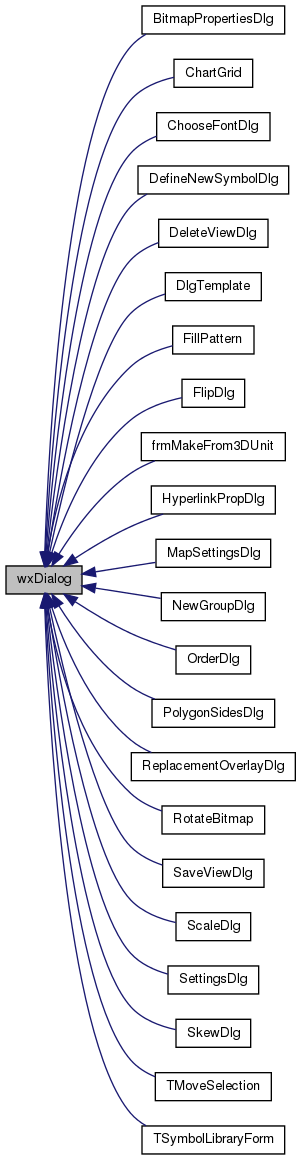 BitmapPropertiesDlg
ChartGrid
ChooseFontDlg
DefineNewSymbolDlg
DeleteViewDlg
DlgTemplate
FillPattern
FlipDlg
frmMakeFrom3DUnit
HyperlinkPropDlg
MapSettingsDlg
wxDialog
NewGroupDlg
OrderDlg
PolygonSidesDlg
ReplacementOverlayDlg
RotateBitmap
SaveViewDlg
ScaleDlg
SettingsDlg
SkewDlg
TMoveSelection
TSymbolLibraryForm